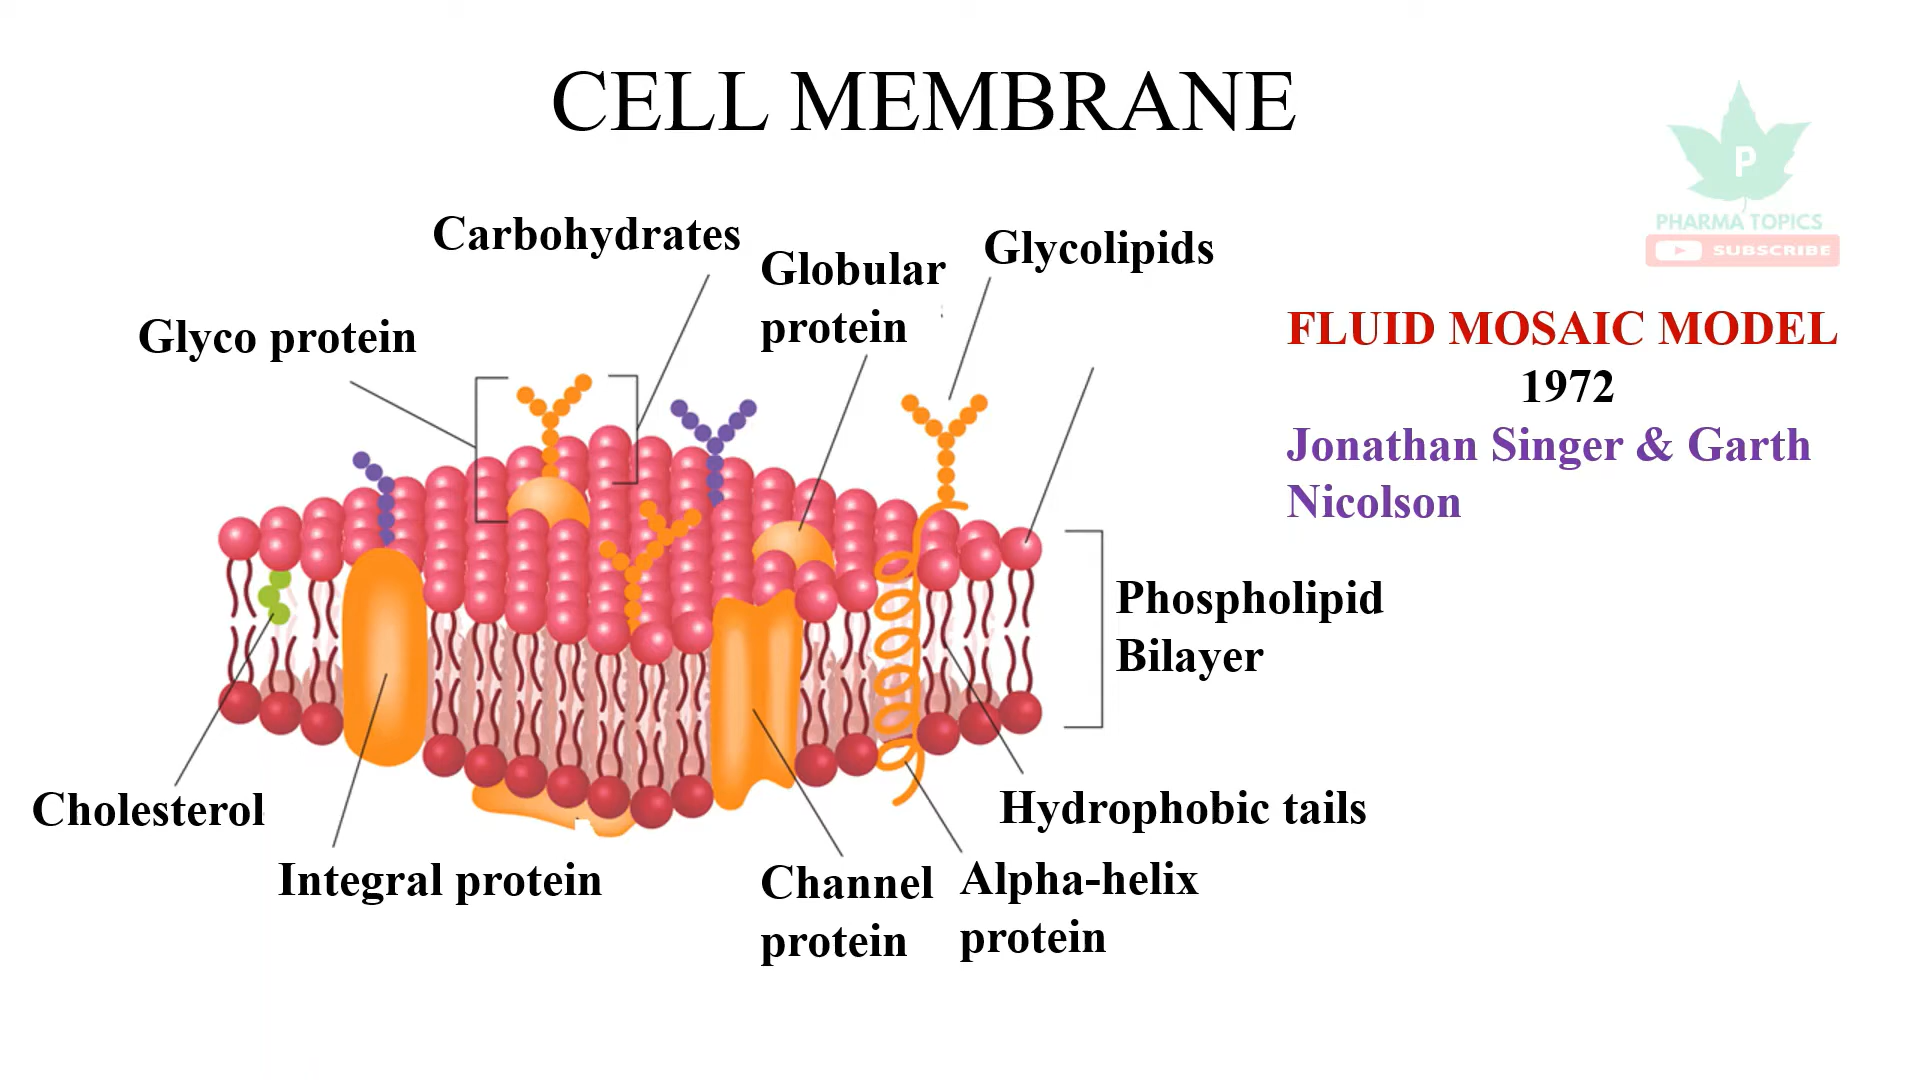 CELL MEMBRANE
P
PHARMA TOPICS
SUBSCRIBE
Carbohydrates
Globular
protein
Glycolipids
Glyco protein
FLUID MOSAIC MODEL
1972
Jonathan Singer & Garth
Nicolson
Phospholipid
Bilayer
Cholesterol
Hydrophobic tails
Integral protein
Channel
protein
Alpha-helix
protein